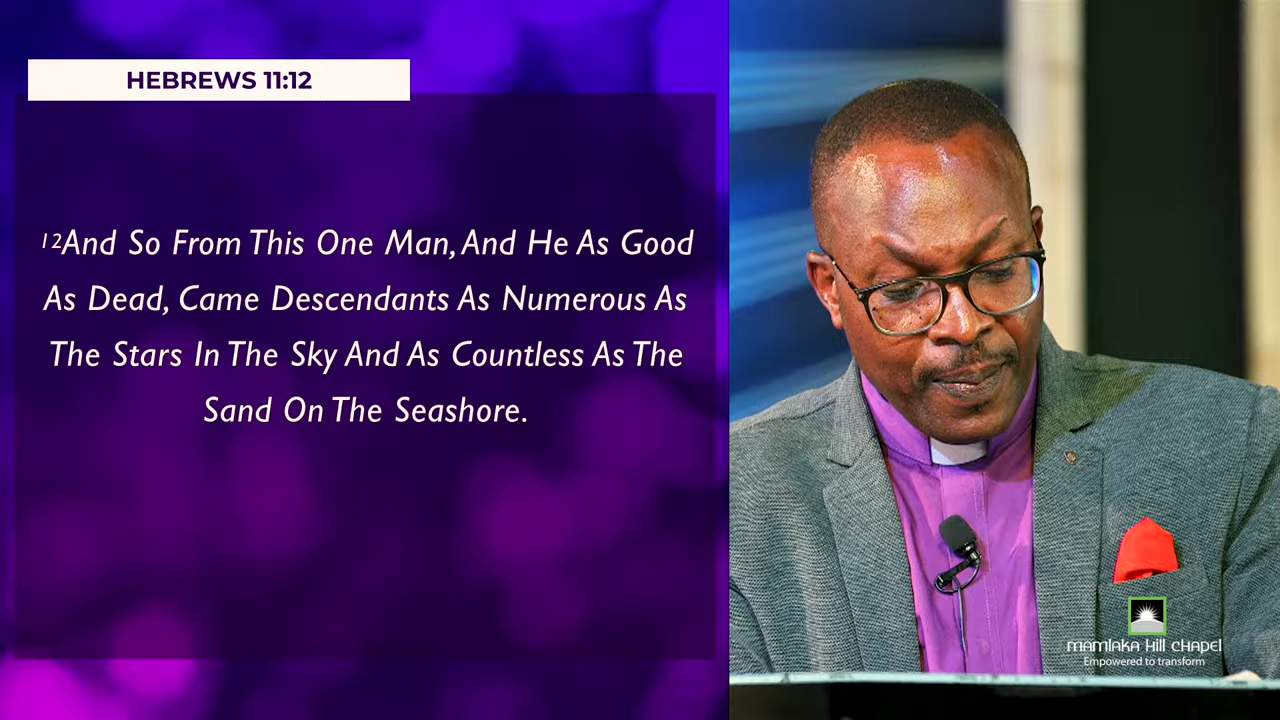 HEBREWS 11:12
12And So From This One Man, And He As Good
As Dead, Came Descendants As Numerous As
The Stars In The Sky And As Countless As The
Sand On The Seashore.
mamlaka hill chapel
Empowered to transform